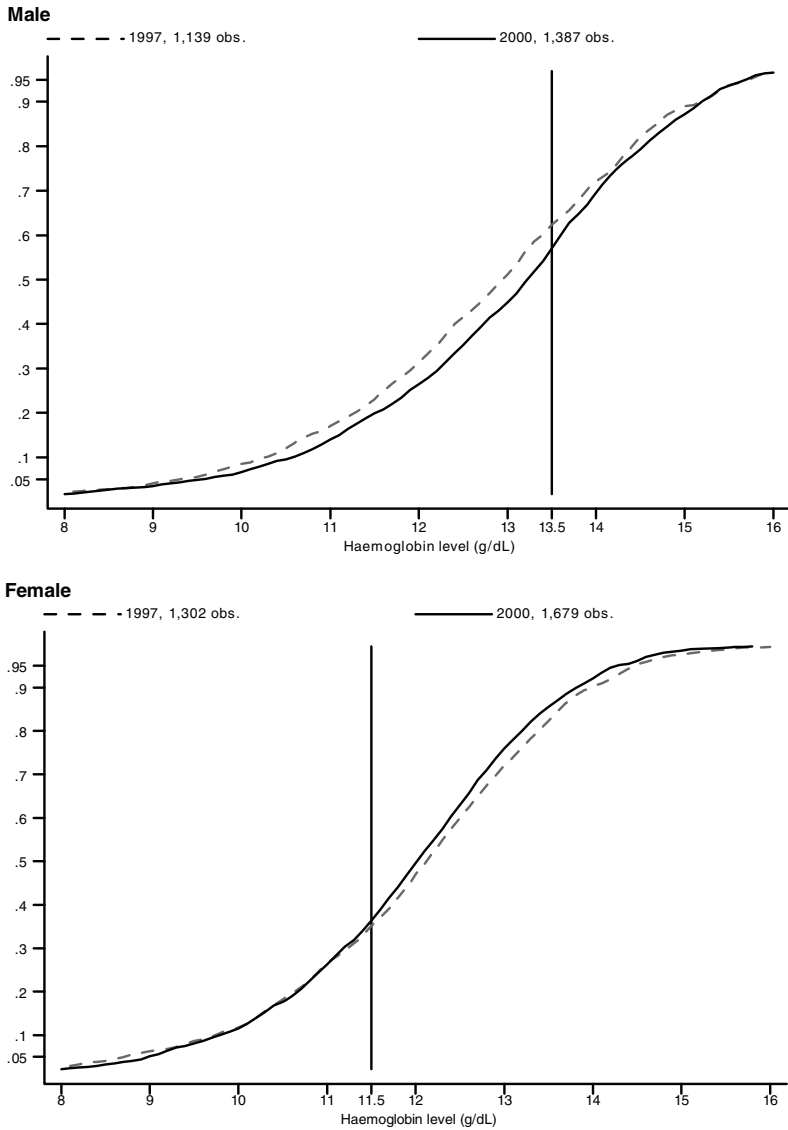 Male
1997, 1,139 obs. 2000, 1,387 obs.
.95
.9
.8
.7
.6
.5
.4
.3
.2
.1
.05
8 9 10 11 12 13 13.5 14 15 16
Haemoglobin level (g/dL)
Female
1997, 1,302 obs. 2000, 1,679 obs.
.95
.9
.8
.7
.6
.5
.4
.3
.2
.1
.05
8 9 10 11 11.5 12 13 14 15 16
Haemoglobin level (g/dL)